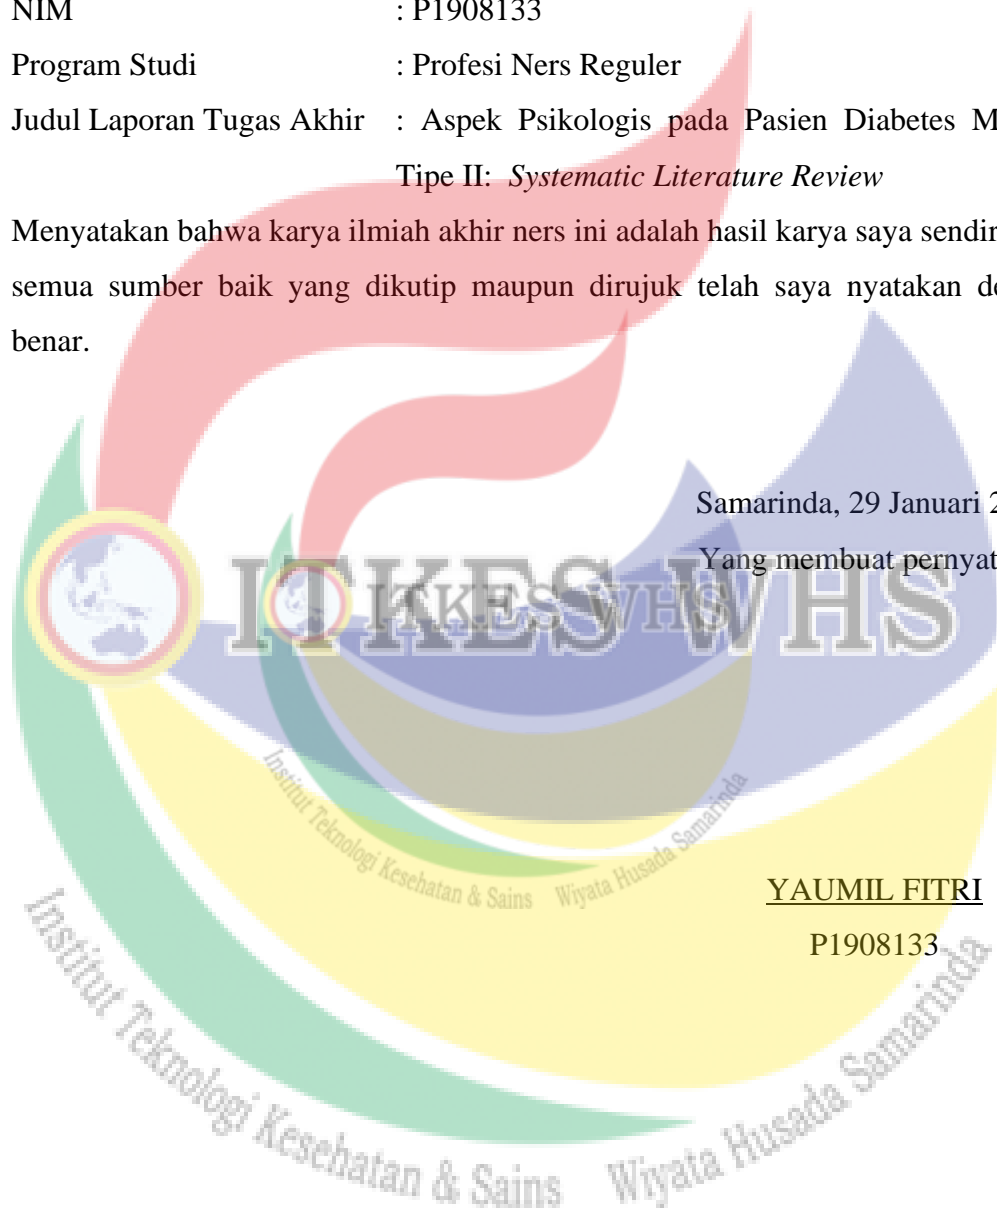 NIM : P1908133
Program Studi : Profesi Ners Reguler
Judul Laporan Tugas Akhir : Aspek Psikologis pada Pasien Diabetes M
Tipe II: Systematic Literature Review
Menyatakan bahwa karya ilmiah akhir ners ini adalah hasil karya saya sendir
semua sumber baik yang dikutip maupun dirujuk telah saya nyatakan de
benar.
Samarinda, 29 Januari 2
Yang membuat pernyat
ITKES WHS
ITKES WHS
Institut Teknologi Kesehatan & Sains Wiyata Husada Samarinda
YAUMIL FITRI
P1908133
Institut Teknologi Kesehatan & Sains Wiyata Husada Samarinda